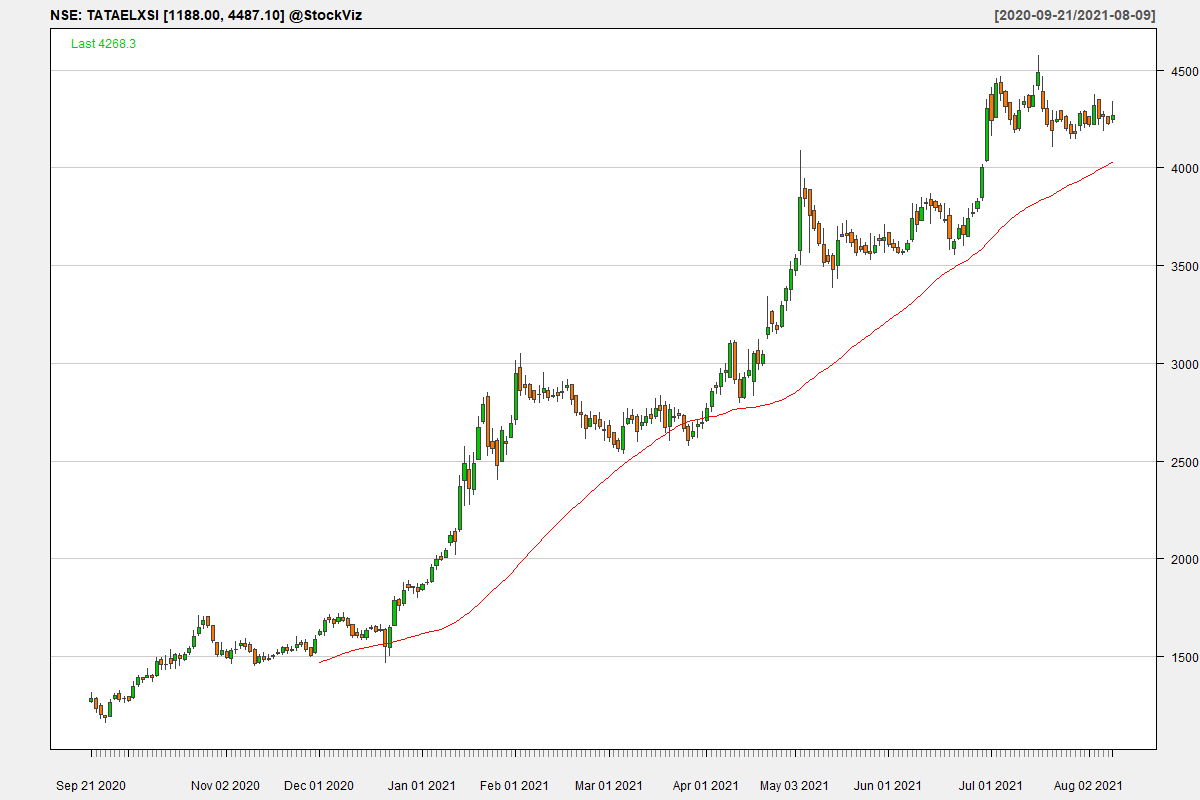 NSE: TATAELXSI [1188.00, 4487.10] @StockViz [2020-09-21/2021-08-09]
Last 4268.3
4500
4000
3500
3000
2500
2000
1500
Sep 21 2020 Nov 02 2020 Dec 01 2020 Jan 01 2021 Feb 01 2021 Mar 01 2021 Apr 01 2021 May 03 2021 Jun 01 2021 Jul 01 2021 Aug 02 2021